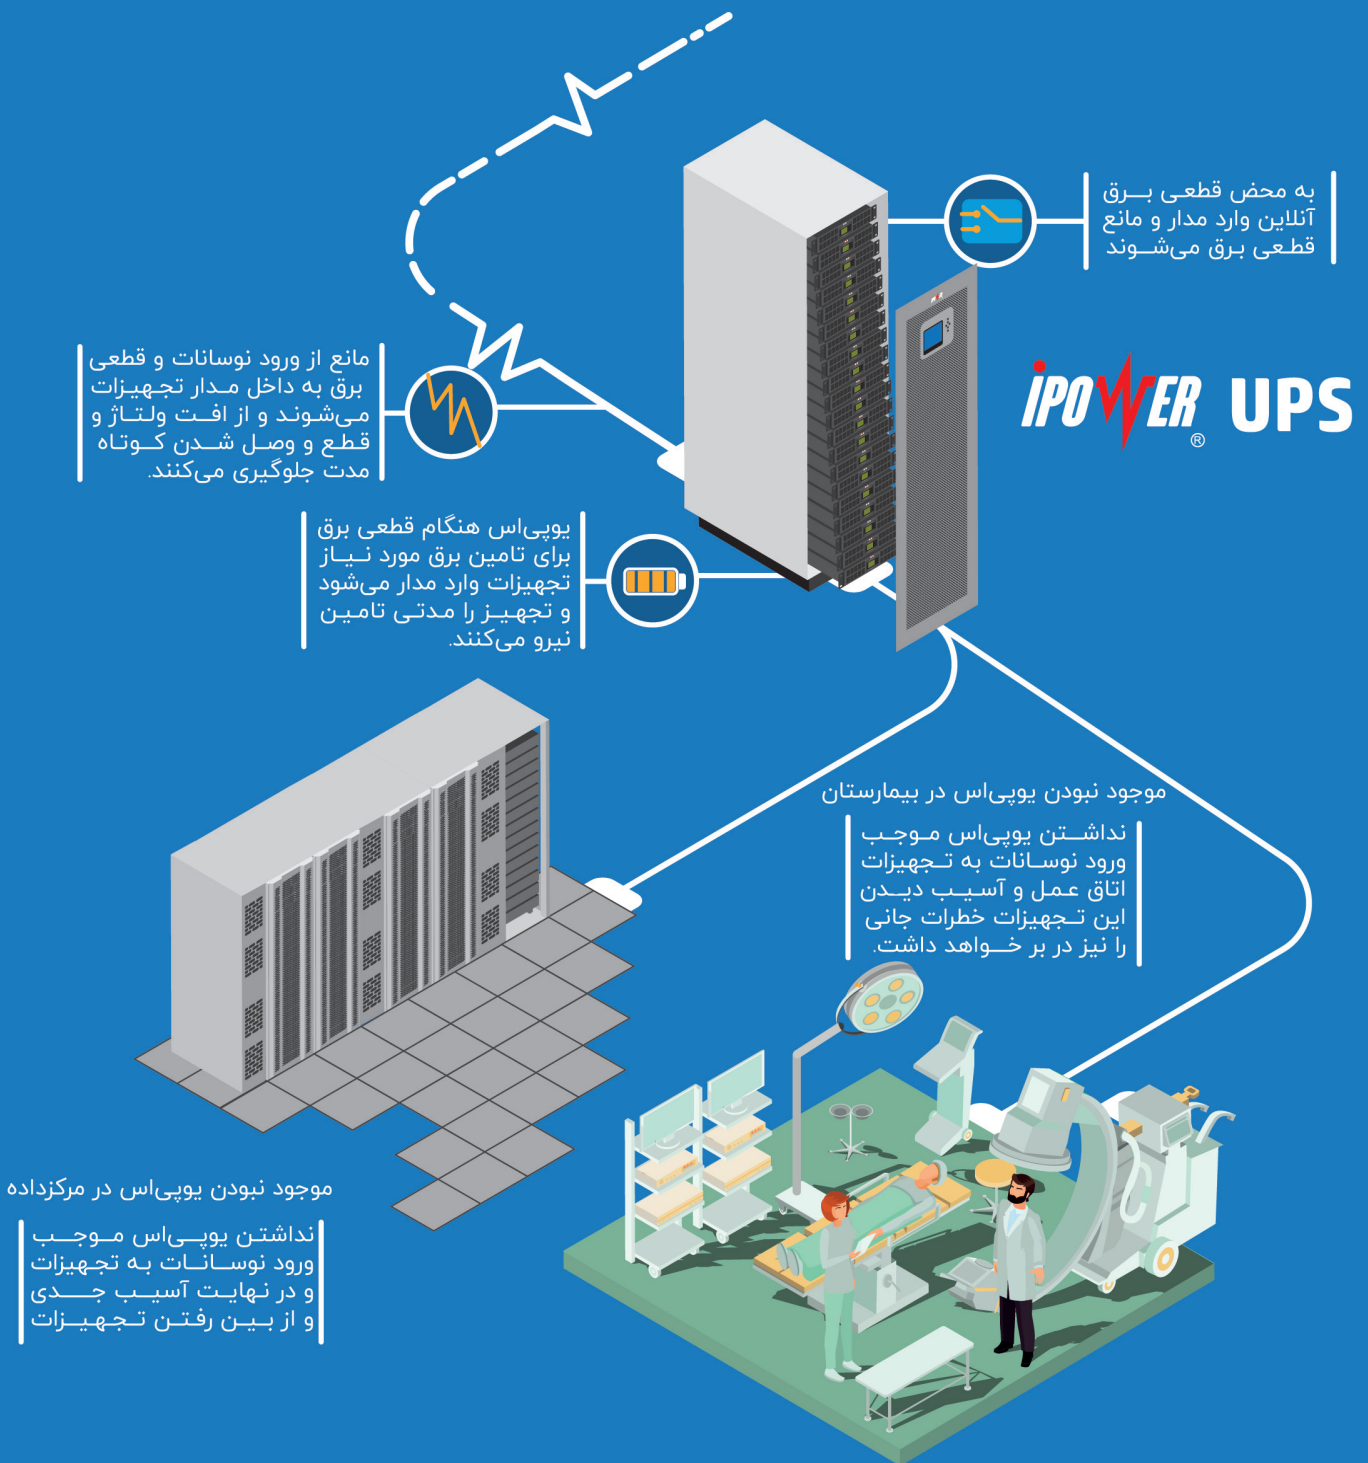 به محض قطعی برق
آنلاین وارد مدار و مانع
قطعی برق می‌شوند
iPOWER® UPS
مانع از ورود نوسانات و قطعی
برق به داخل مدار تجهیزات
می‌شوند و از افت ولتاژ و
قطع و وصل شدن کوتاه
مدت جلوگیری می‌کنند.
یوپی‌اس هنگام قطعی برق
برای تامین برق مورد نیاز
تجهیزات وارد مدار می‌شود
و تجهیز را مدتی تامین
نیرو می‌کنند.
موجود نبودن یوپی‌اس در بیمارستان
نداشتن یوپی‌اس موجب
ورود نوسانات به تجهیزات
اتاق عمل و آسیب دیدن
این تجهیزات خطرات جانی
را نیز در بر خواهد داشت.
موجود نبودن یوپی‌اس در مرکزداده
نداشتن یوپی‌اس موجب
ورود نوسانات به تجهیزات
و در نهایت آسیب جدی
و از بین رفتن تجهیزات